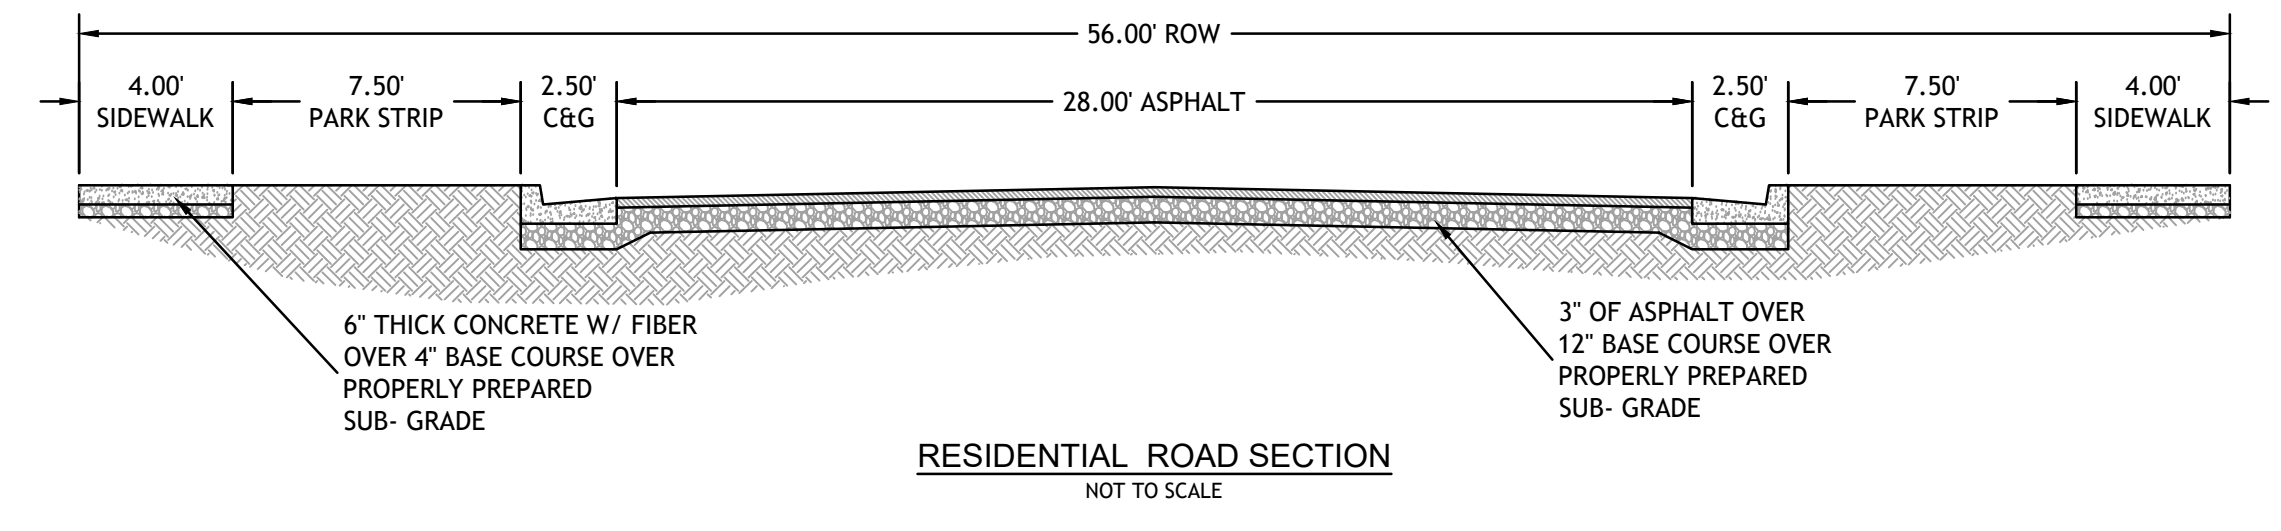 56.00' ROW
4.00'
SIDEWALK
7.50'
PARK STRIP
2.50'
C&G
28.00' ASPHALT
2.50'
C&G
7.50'
PARK STRIP
4.00'
SIDEWALK
6" THICK CONCRETE W/ FIBER
OVER 4" BASE COURSE OVER
PROPERLY PREPARED
SUB- GRADE
3" OF ASPHALT OVER
12" BASE COURSE OVER
PROPERLY PREPARED
SUB- GRADE
RESIDENTIAL ROAD SECTION
NOT TO SCALE